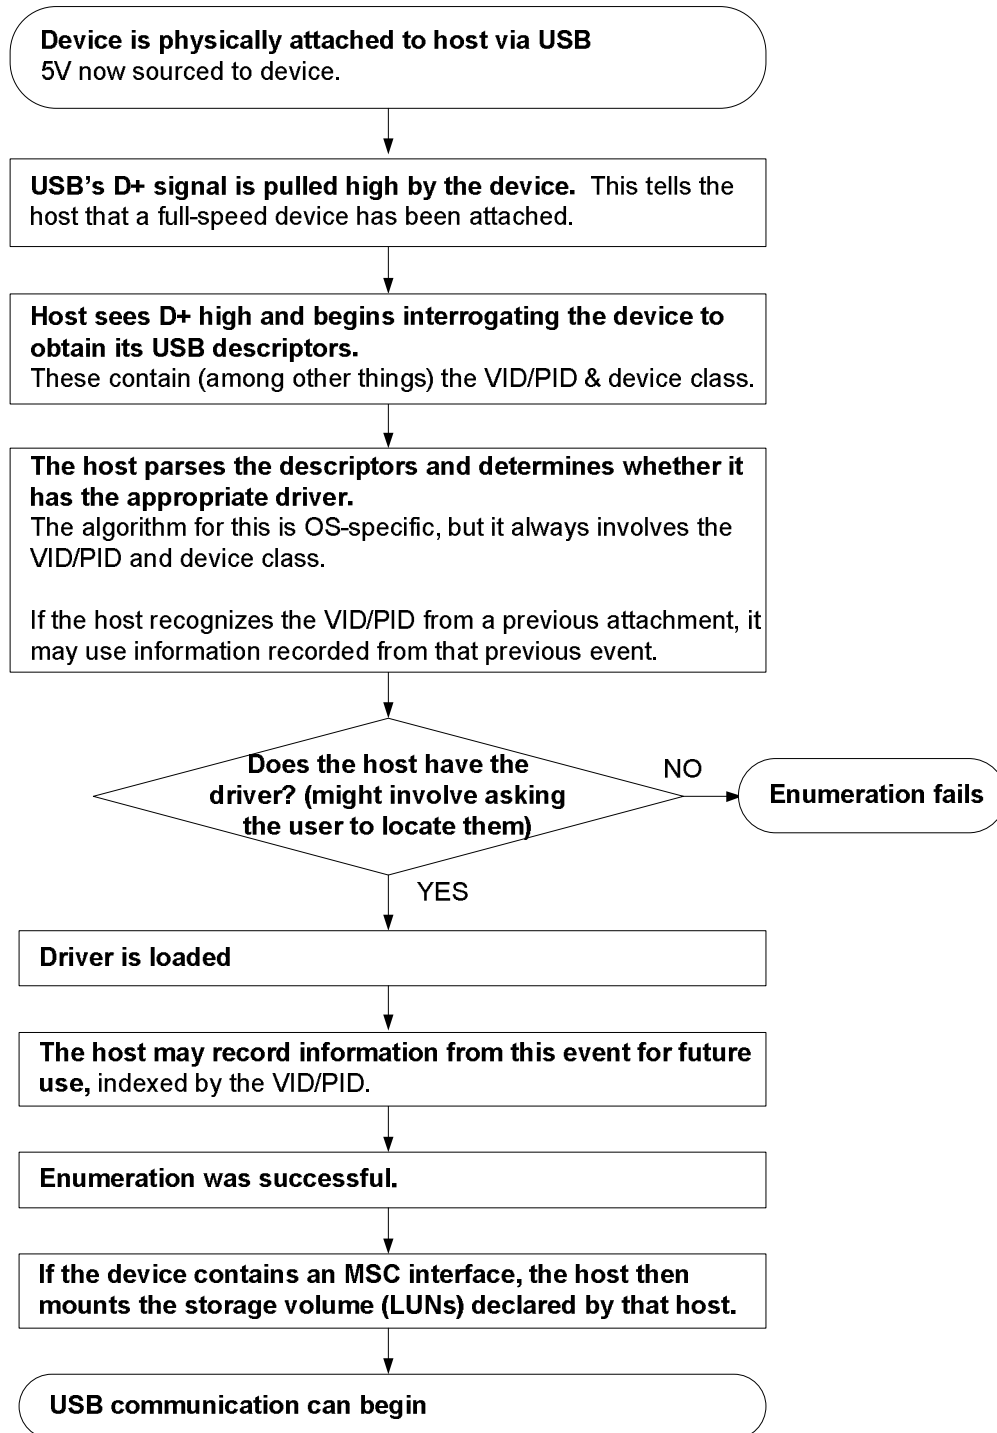 Device is physically attached to host via USB
5V now sourced to device.
USB's D+ signal is pulled high by the device. This tells the
host that a full-speed device has been attached.
Host sees D+ high and begins interrogating the device to
obtain its USB descriptors.
These contain (among other things) the VID/PID & device class.
The host parses the descriptors and determines whether it
has the appropriate driver.
The algorithm for this is OS-specific, but it always involves the
VID/PID and device class.
If the host recognizes the VID/PID from a previous attachment, it
may use information recorded from that previous event.
Does the host have the
driver? (might involve asking
the user to locate them)
NO
Enumeration fails
YES
Driver is loaded
The host may record information from this event for future
use, indexed by the VID/PID.
Enumeration was successful.
If the device contains an MSC interface, the host then
mounts the storage volume (LUNs) declared by that host.
USB communication can begin